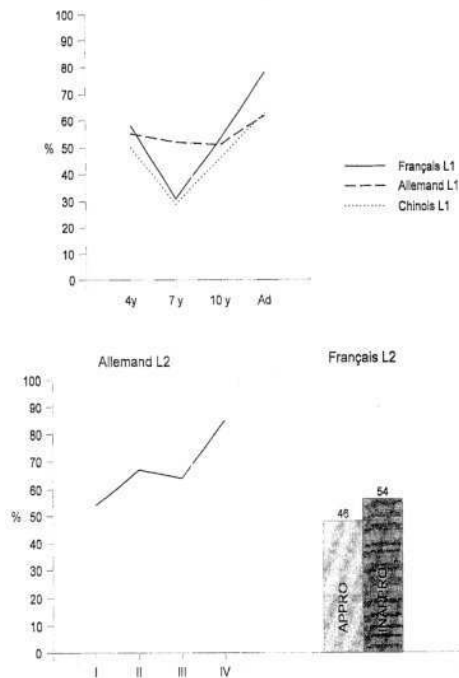 100
90
80
70
60
% 50
40
30
20
10
0
4y 7 y 10 y Ad
Français L1
Allemand L1
Chinois L1
Allemand L2 Français L2
100
90
80
70
60
% 50
40
30
20
10
0
I II III IV
46 54
APPRO
INAPPRO